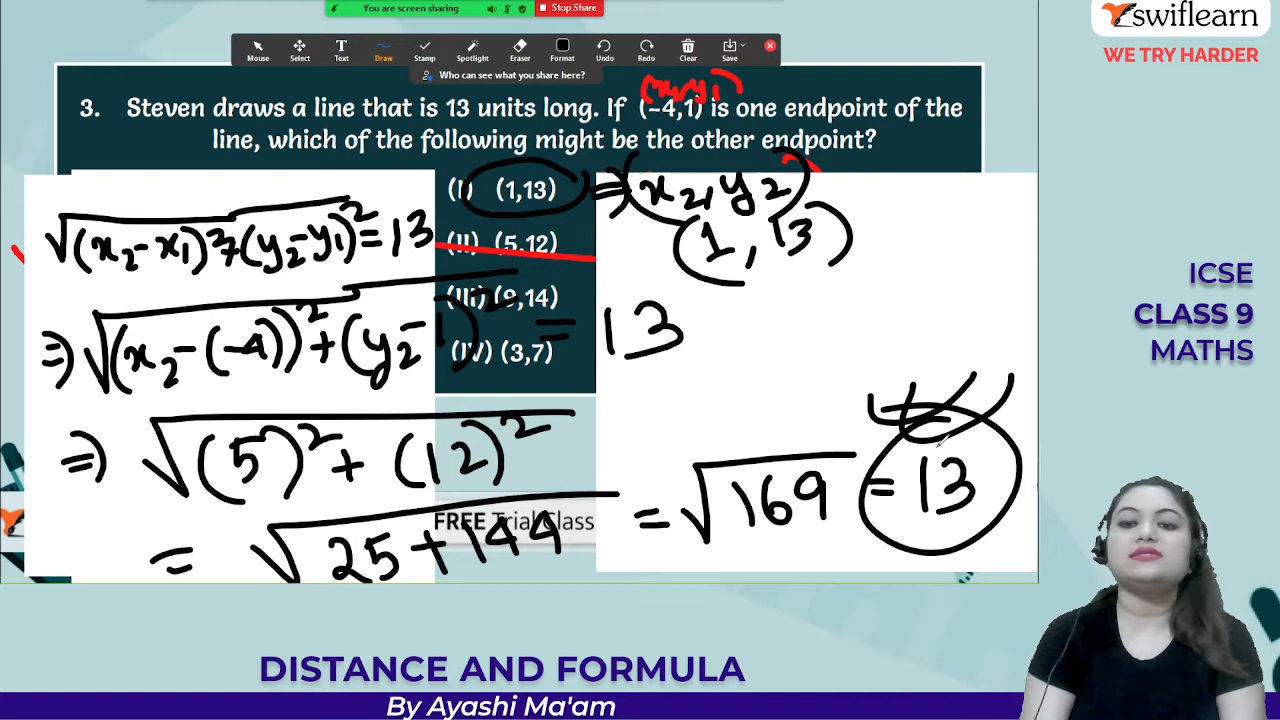 You are screen sharing
Stop Share
swiflearn
WE TRY HARDER
Mouse Select Text Draw Stamp Spotlight Eraser Format Undo Redo Clear Save
Who can see what you share here?
(x1, y1)
3. Steven draws a line that is 13 units long. If (-4,1) is one endpoint of the
line, which of the following might be the other endpoint?
(I) (1,13) ⇒ (x2, y2)
(1, 13)
√(x2-x1)²+(y2-y1)² = 13
(II) (5,12)
(III) (9,14)
⇒ √(x2-(-4))²+(y2-1)² = 13
(IV) (3,7)
⇒ √(5)²+(12)²
= √25+144 = √169 = 13
FREE Trial Class
ICSE
CLASS 9
MATHS
DISTANCE AND FORMULA
By Ayashi Ma'am